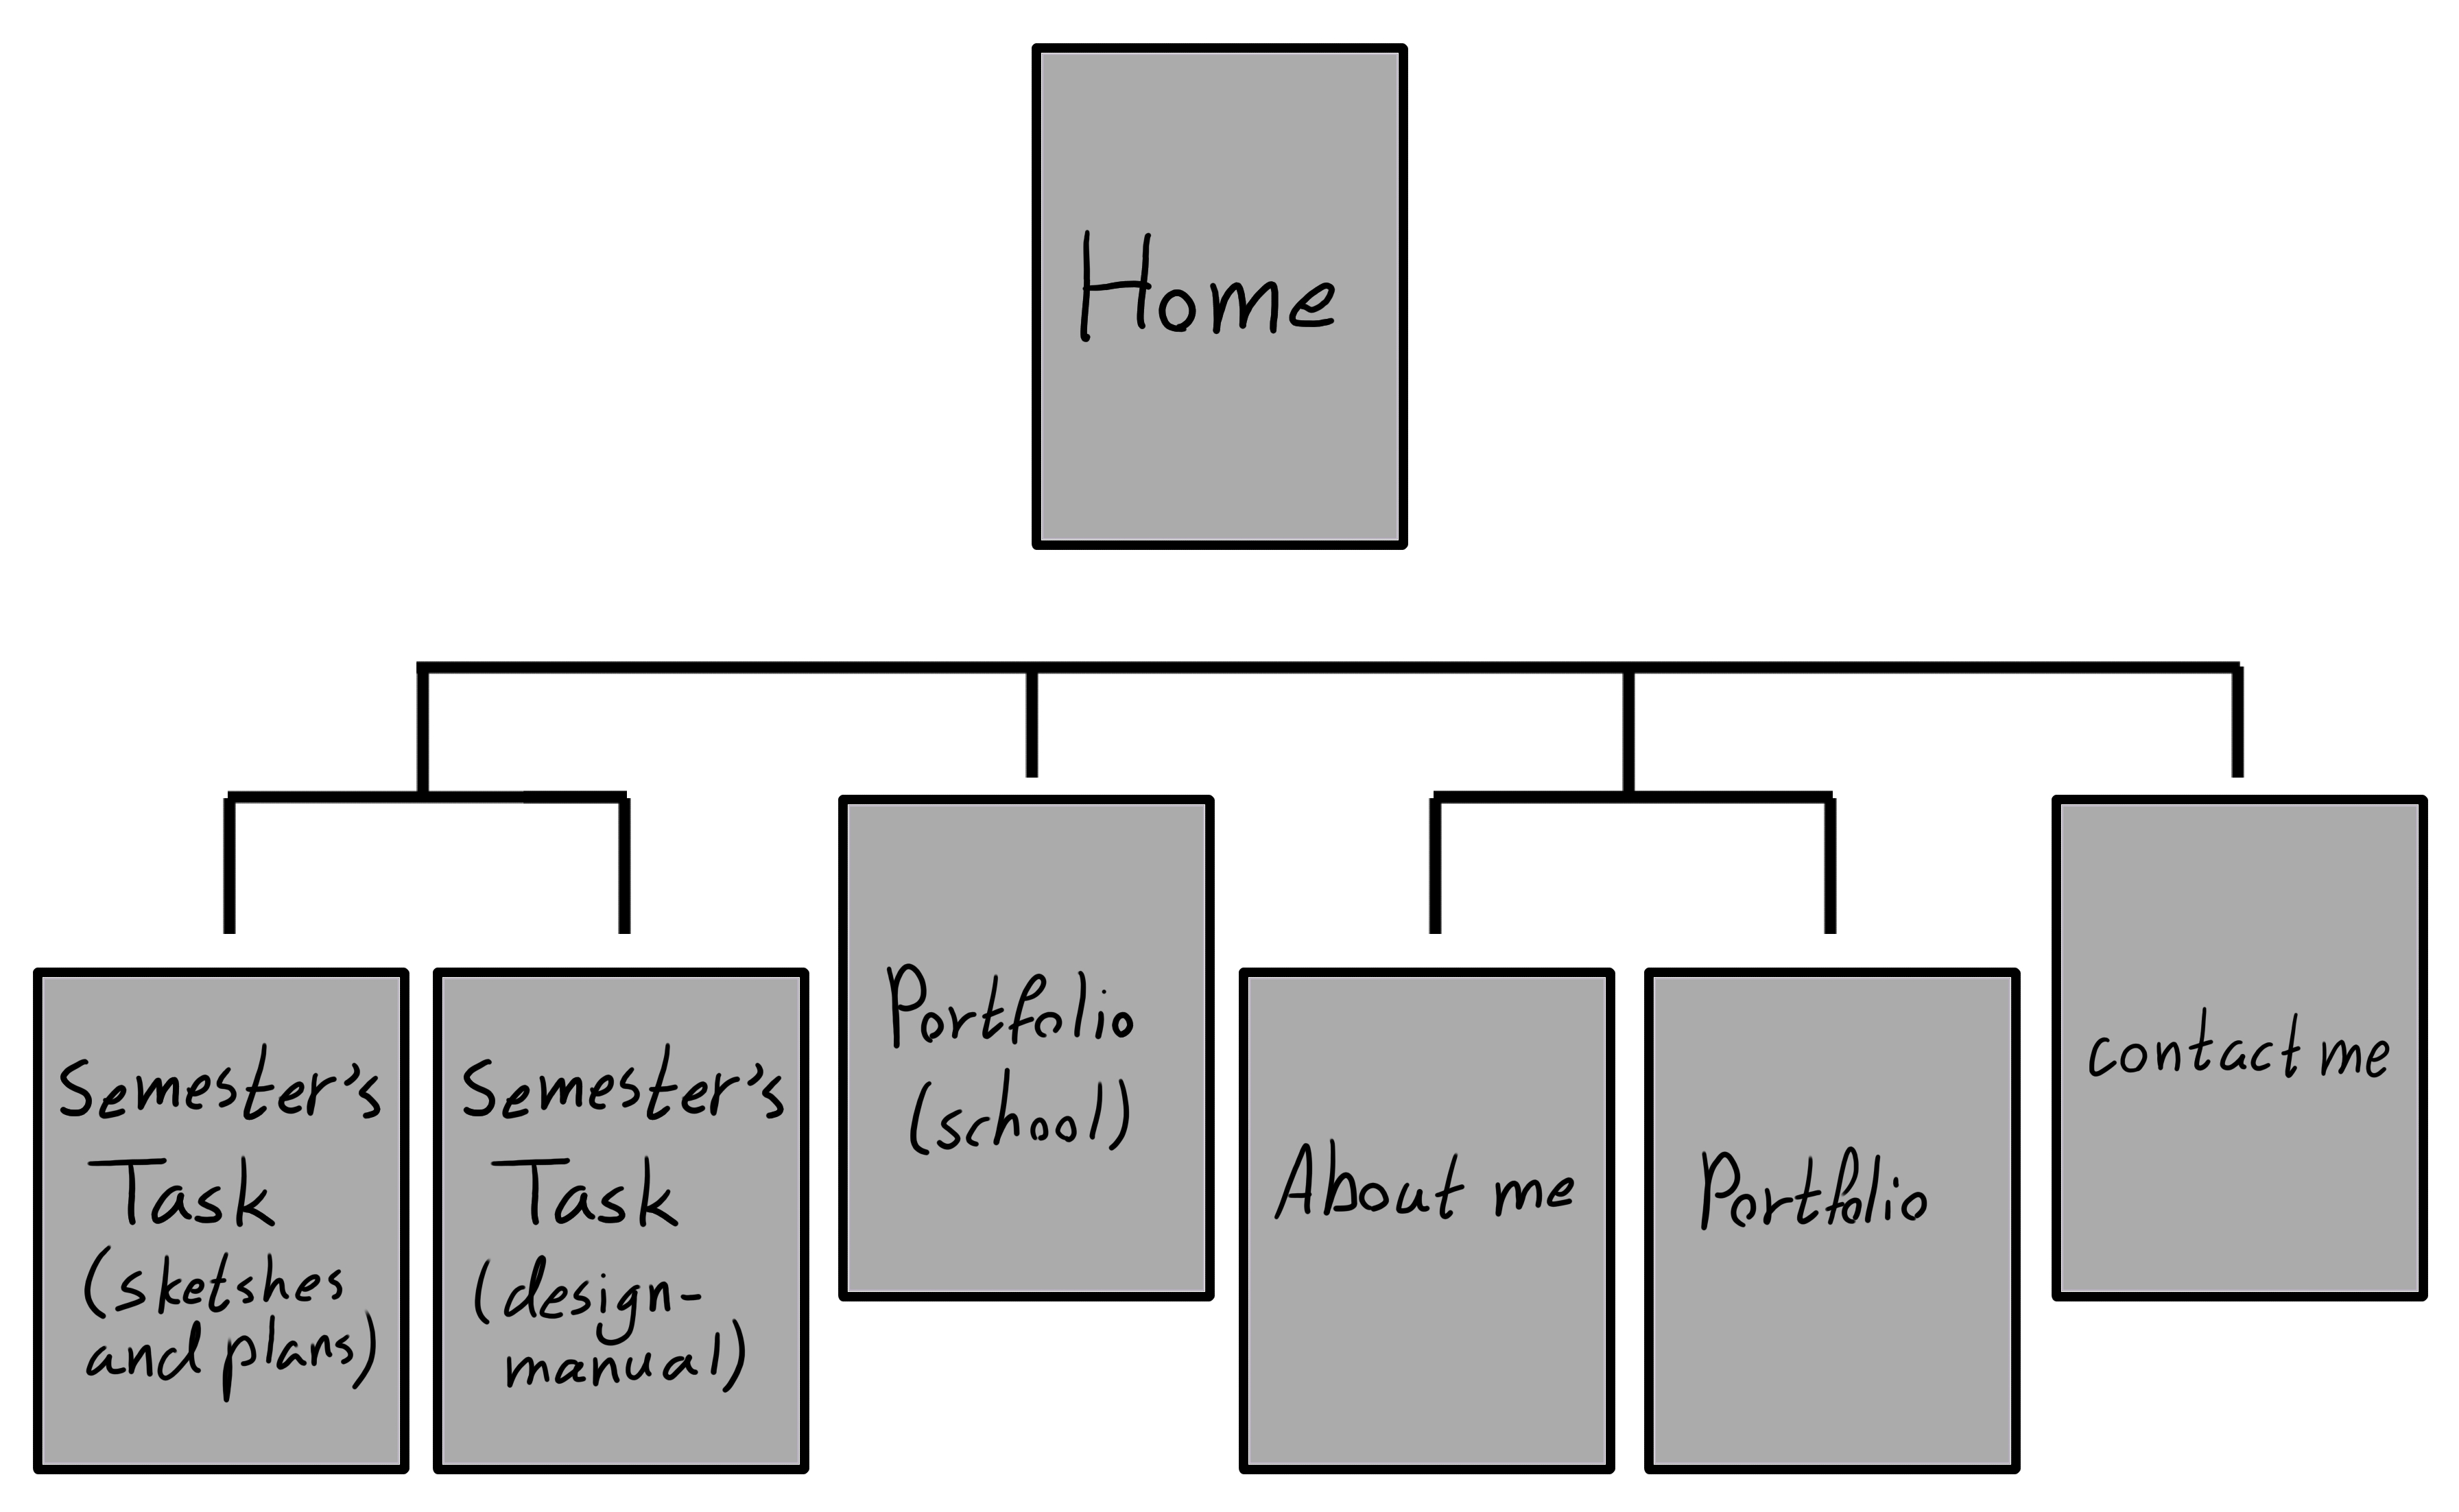 Home
Semester's
Task
(sketshes
and plans)
Semester's
Task
(design-
manual)
Portfolio
(school)
About me
Portfolio
contact me